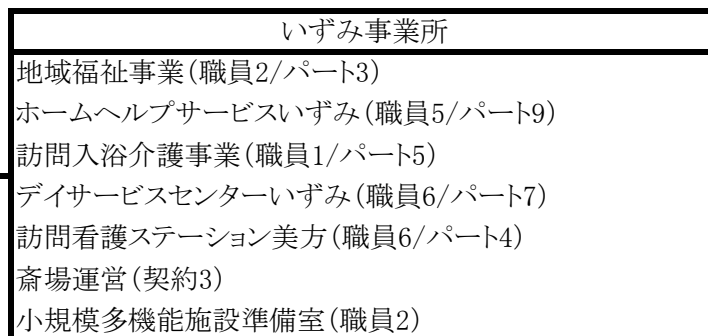 いずみ事業所
地域福祉事業(職員2/パート3)
ホームヘルプサービスいずみ(職員5/パート9)
訪問入浴介護事業(職員1/パート5)
デイサービスセンターいずみ(職員6/パート7)
訪問看護ステーション美方(職員6/パート4)
斎場運営(契約3)
小規模多機能施設準備室(職員2)